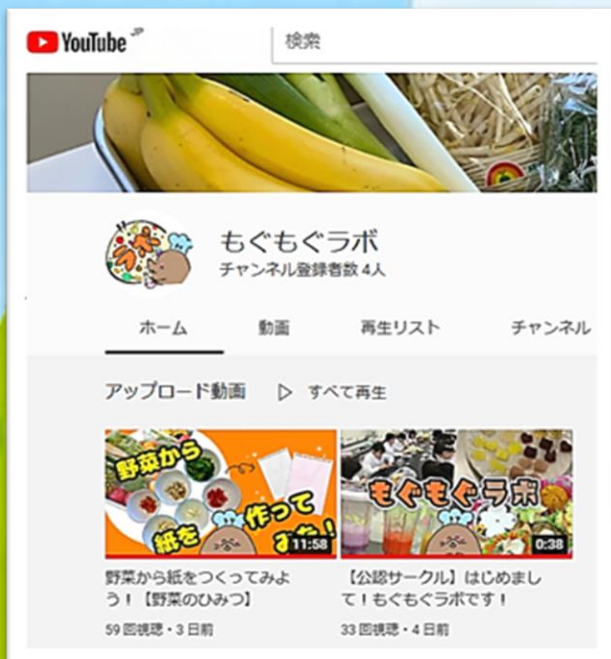 YouTube JP
検索
ラボ
もぐもぐラボ
チャンネル登録者数 4人
ホーム 動画 再生リスト チャンネル
アップロード動画 すべて再生
野菜から
紙を
作って
みた!
11:58
もぐもぐラボ
0:38
野菜から紙をつくってみよ
う!【野菜のひみつ】
59 回視聴・3 日前
【公認サークル】はじめまし
て!もぐもぐラボです!
33 回視聴・4 日前